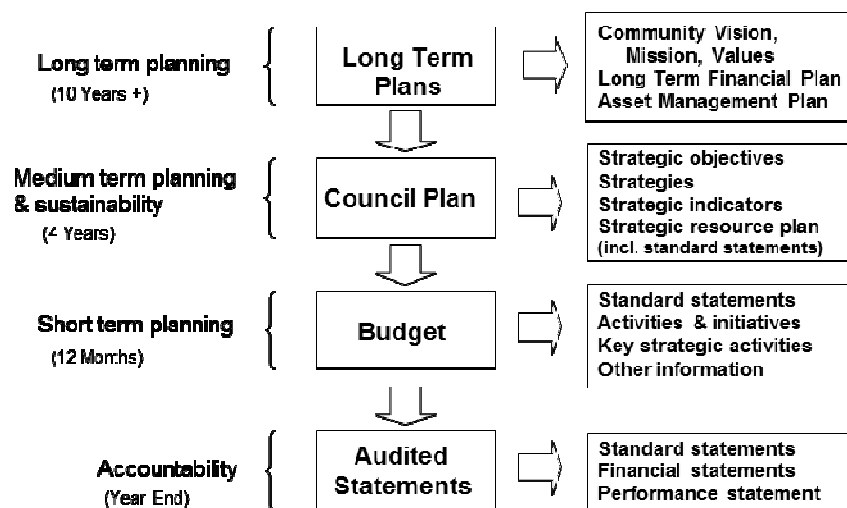 Long term planning
(10 Years +)
Long Term
Plans
Community Vision,
Mission, Values
Long Term Financial Plan
Asset Management Plan
Medium term planning
& sustainability
(4 Years)
Council Plan
Strategic objectives
Strategies
Strategic indicators
Strategic resource plan
(incl. standard statements)
Short term planning
(12 Months)
Budget
Standard statements
Activities & initiatives
Key strategic activities
Other information
Accountability
(Year End)
Audited
Statements
Standard statements
Financial statements
Performance statement